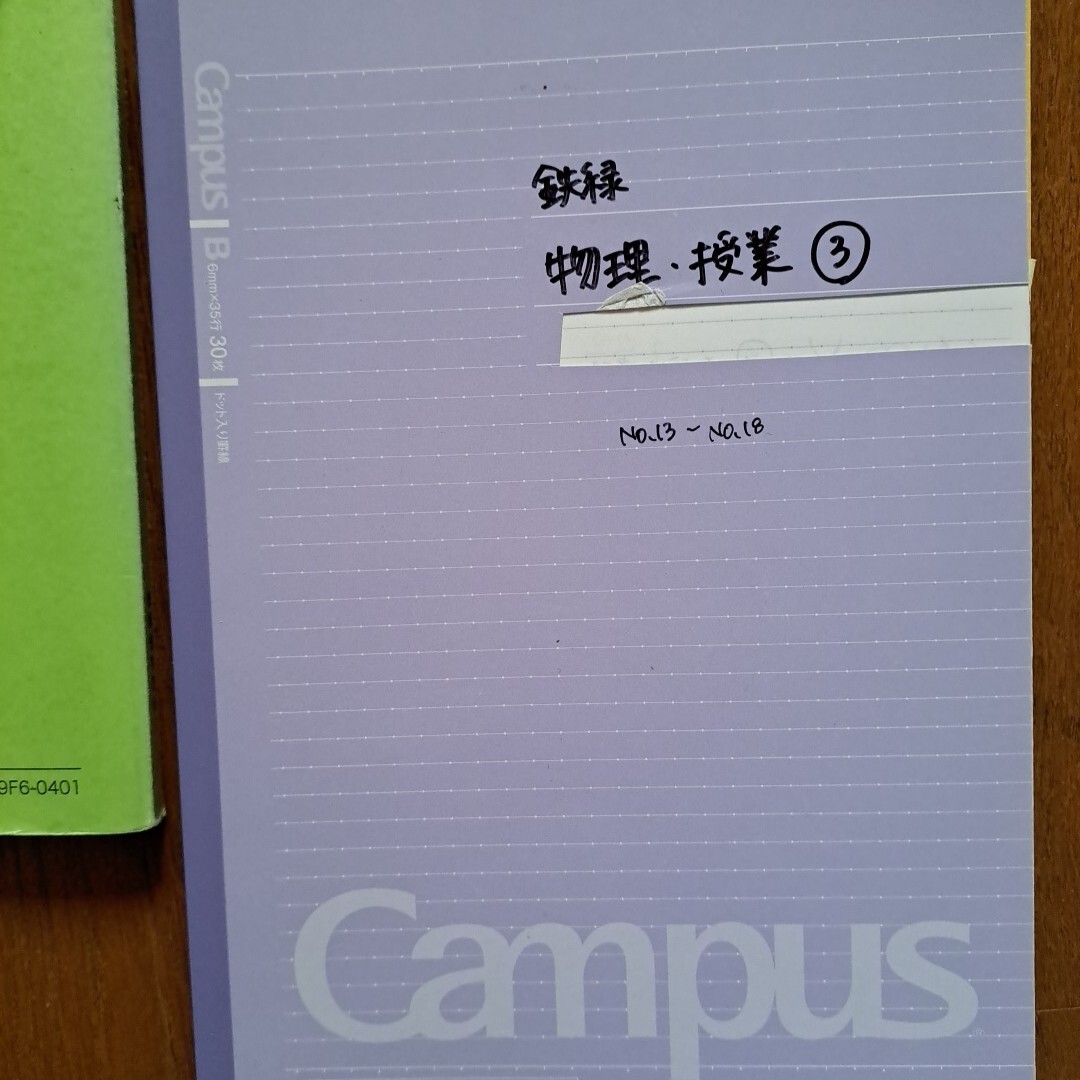 鉄緑
物理・授業 ③
No.13 ~ No.18
Campus B 6mm×35行 30枚 ドット入り罫線
Campus
9F6-0401